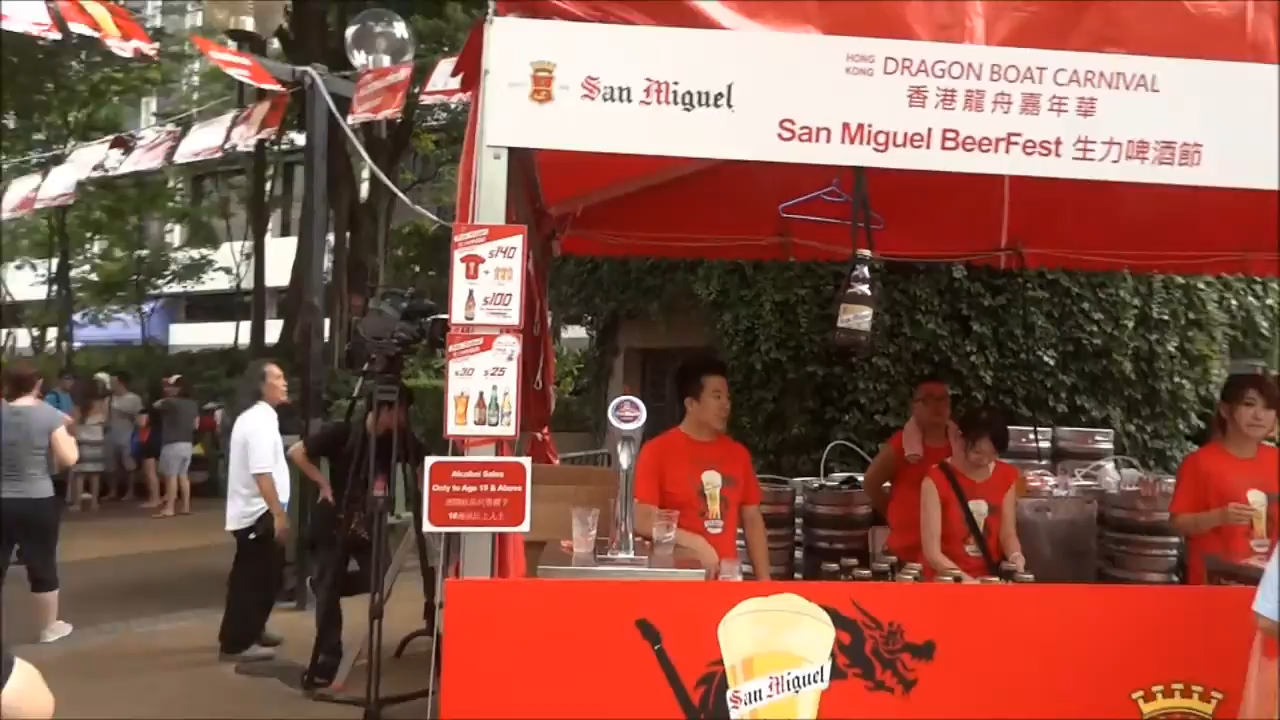 San Miguel
HONG KONG DRAGON BOAT CARNIVAL
香港龍舟嘉年華
San Miguel BeerFest 生力啤酒節
$140
+
$100
$30 $25
Alcohol Sales
Only to Age 18 & Above
18歲或以上人士
San Miguel